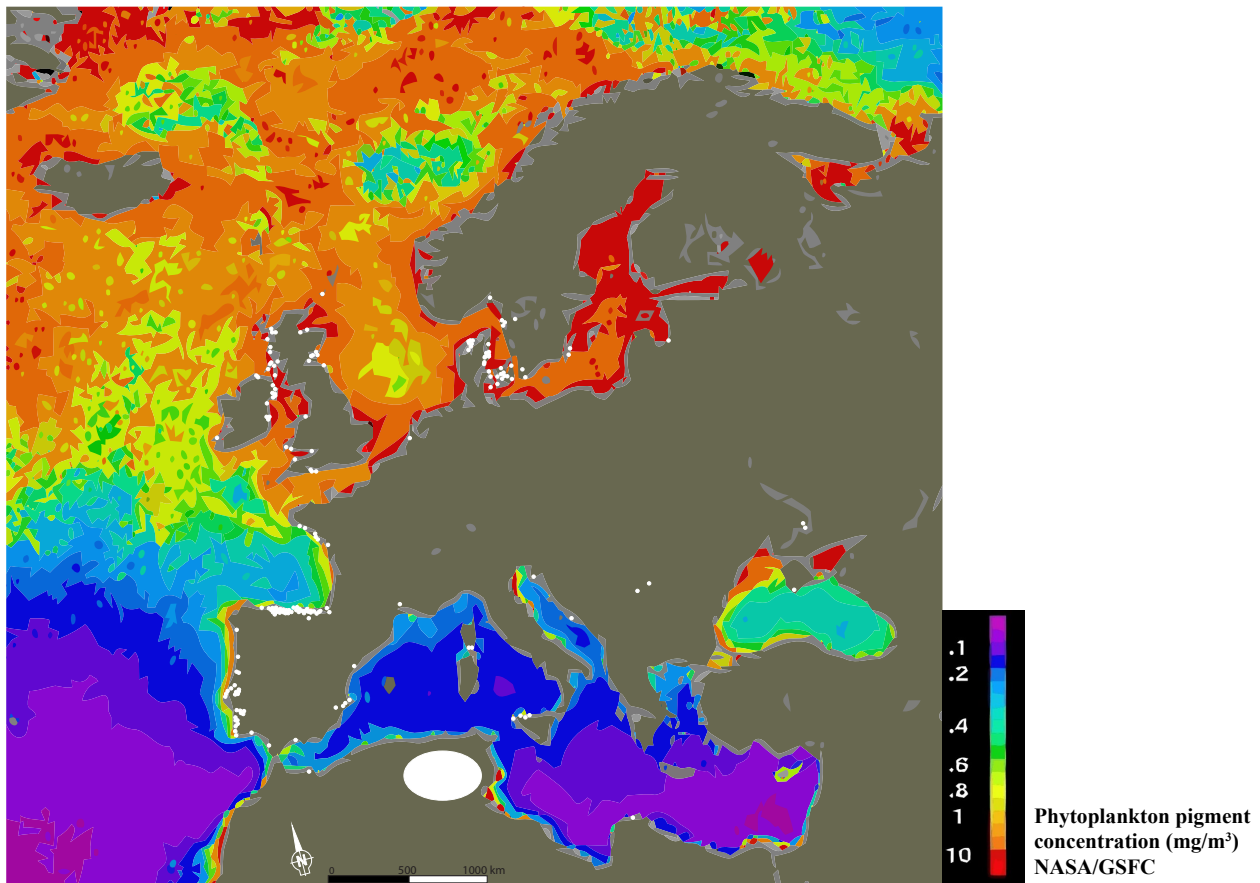 .1
.2
.4
.6
.8
1
10
Phytoplankton pigment
concentration (mg/m³)
NASA/GSFC
N
0 500 1000 km